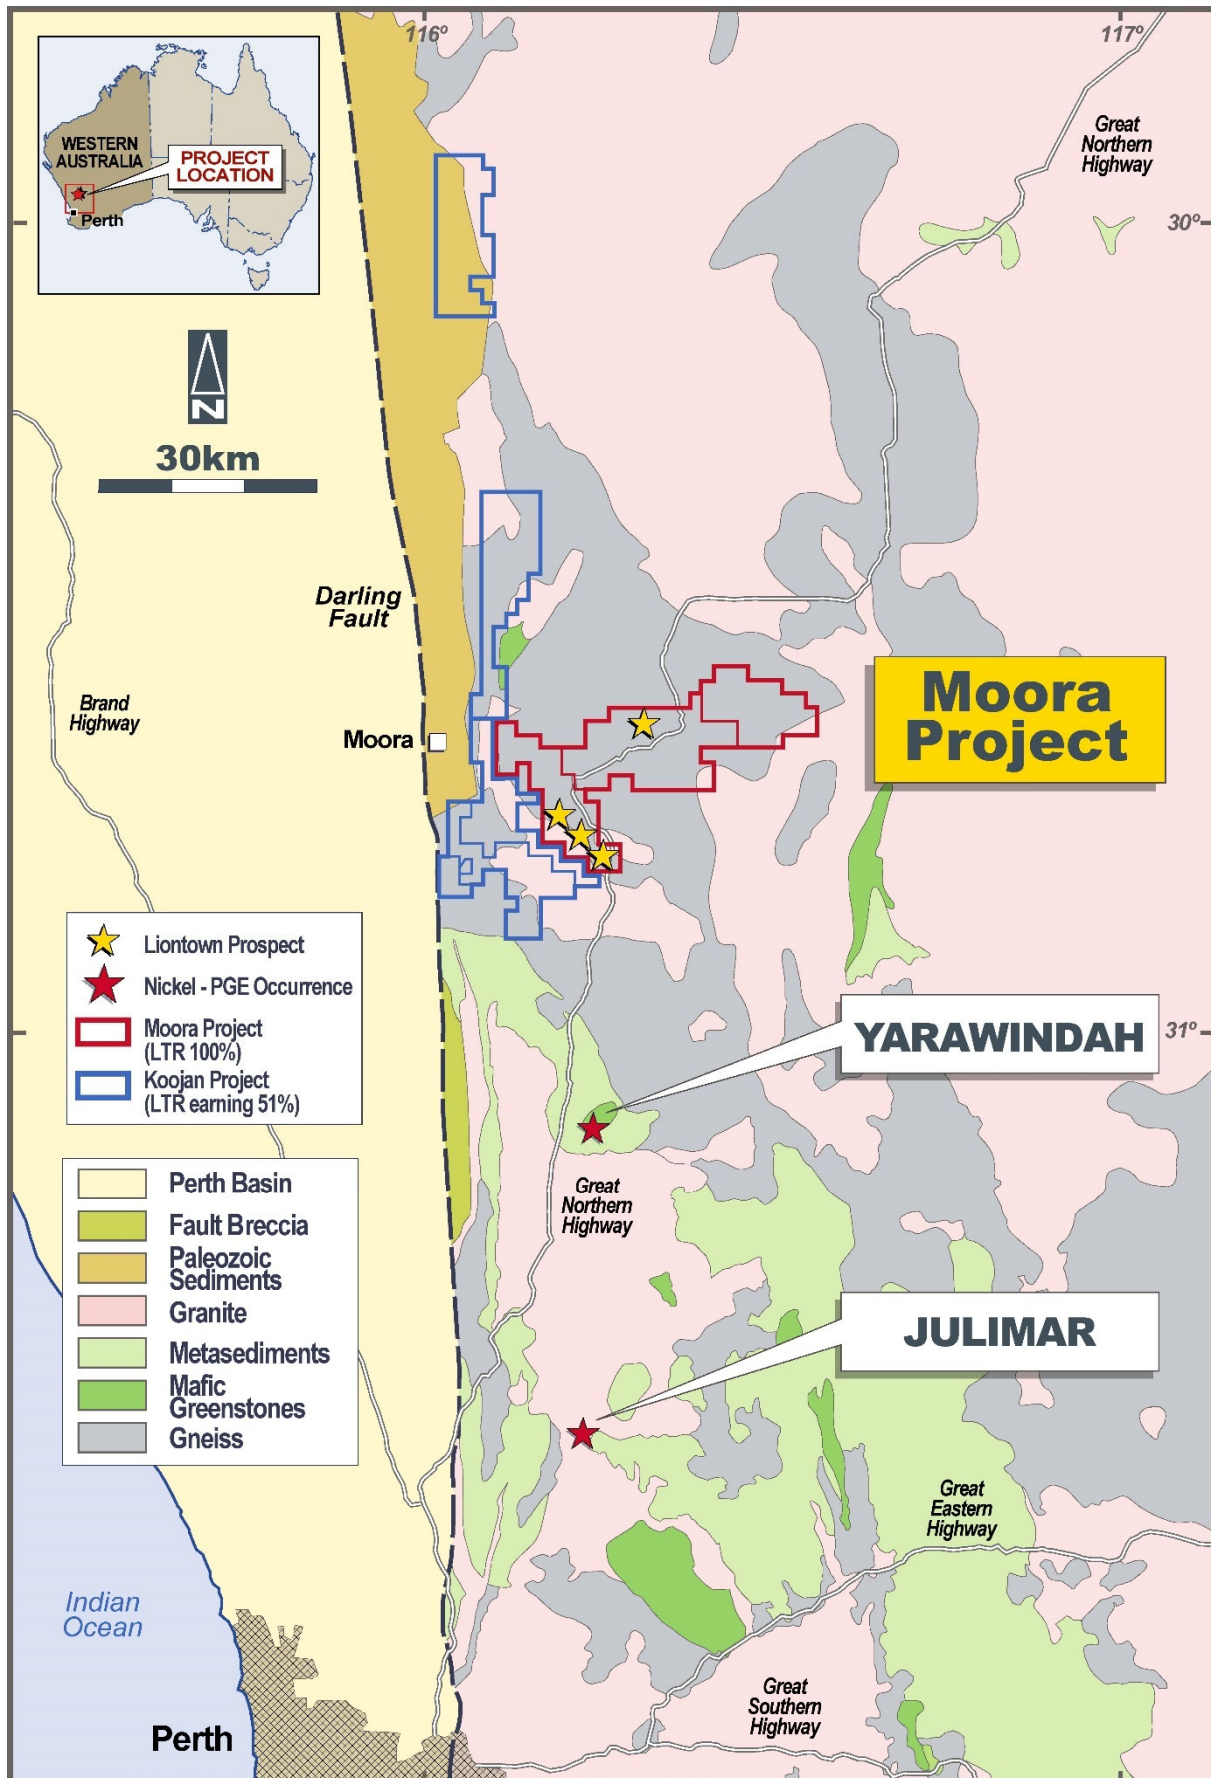 116º
117º
WESTERN
AUSTRALIA
PROJECT
LOCATION
Perth
Great
Northern
Highway
30º
N
30km
Darling
Fault
Brand
Highway
Moora
Moora
Project
Liontown Prospect
Nickel - PGE Occurrence
Moora Project
(LTR 100%)
Koojan Project
(LTR earning 51%)
YARAWINDAH
31º
Perth Basin
Fault Breccia
Paleozoic
Sediments
Granite
Metasediments
Mafic
Greenstones
Gneiss
Great
Northern
Highway
JULIMAR
Great
Eastern
Highway
Indian
Ocean
Great
Southern
Highway
Perth